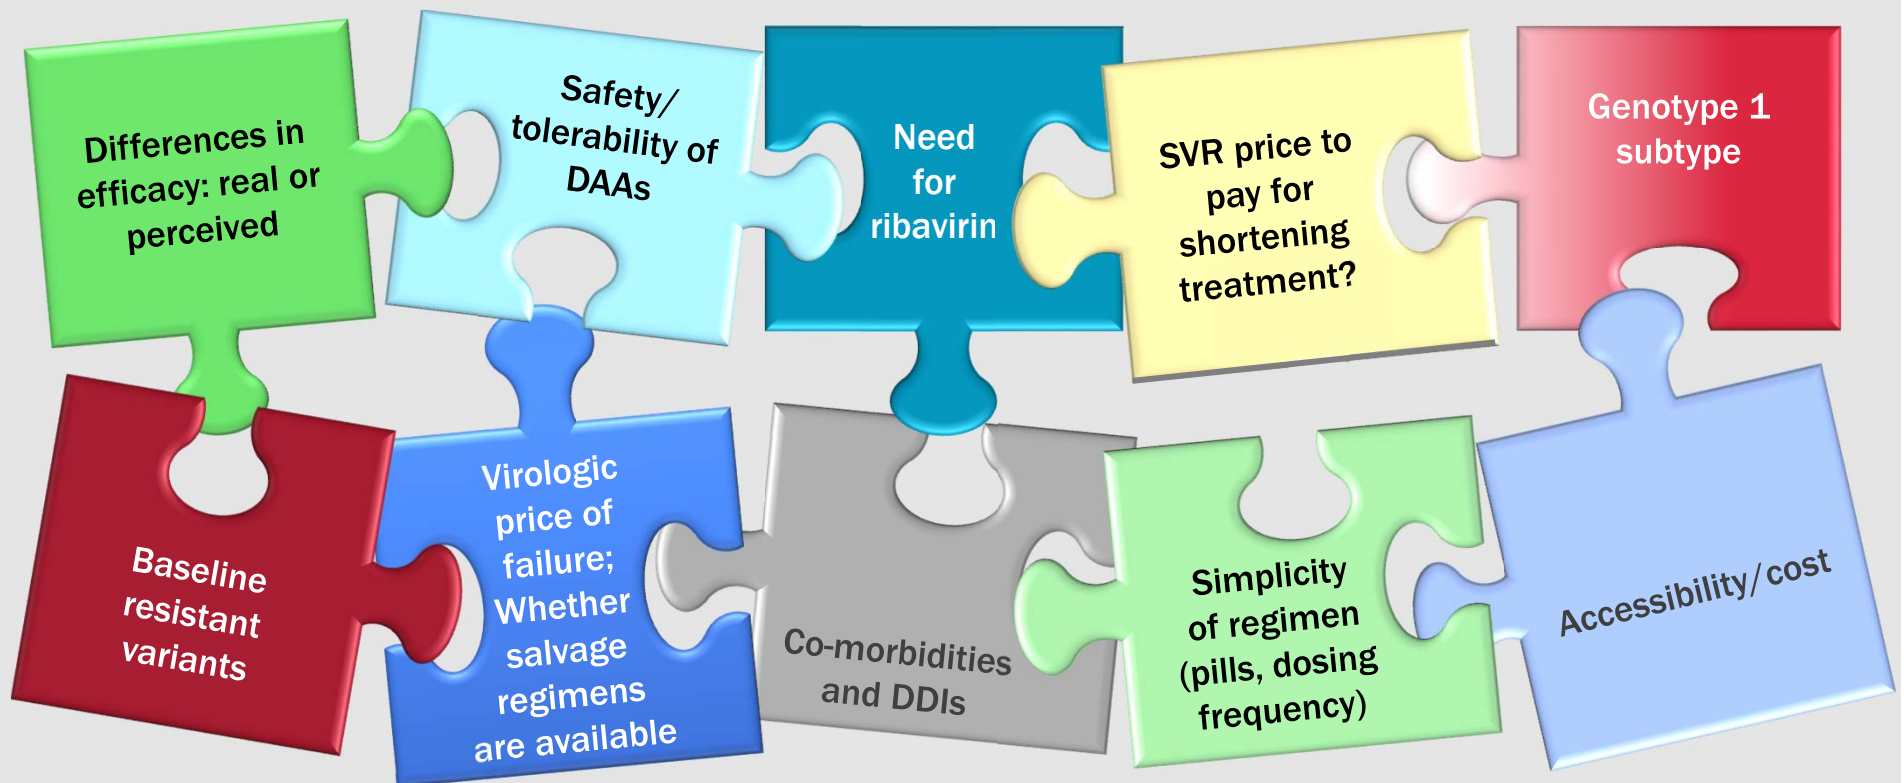 Differences in
efficacy: real or
perceived
Safety/
tolerability of
DAAs
Need
for
ribavirin
SVR price to
pay for
shortening
treatment?
Genotype 1
subtype
Baseline
resistant
variants
Virologic
price of
failure;
Whether
salvage
regimens
are available
Co-morbidities
and DDIs
Simplicity
of regimen
(pills, dosing
frequency)
Accessibility/cost